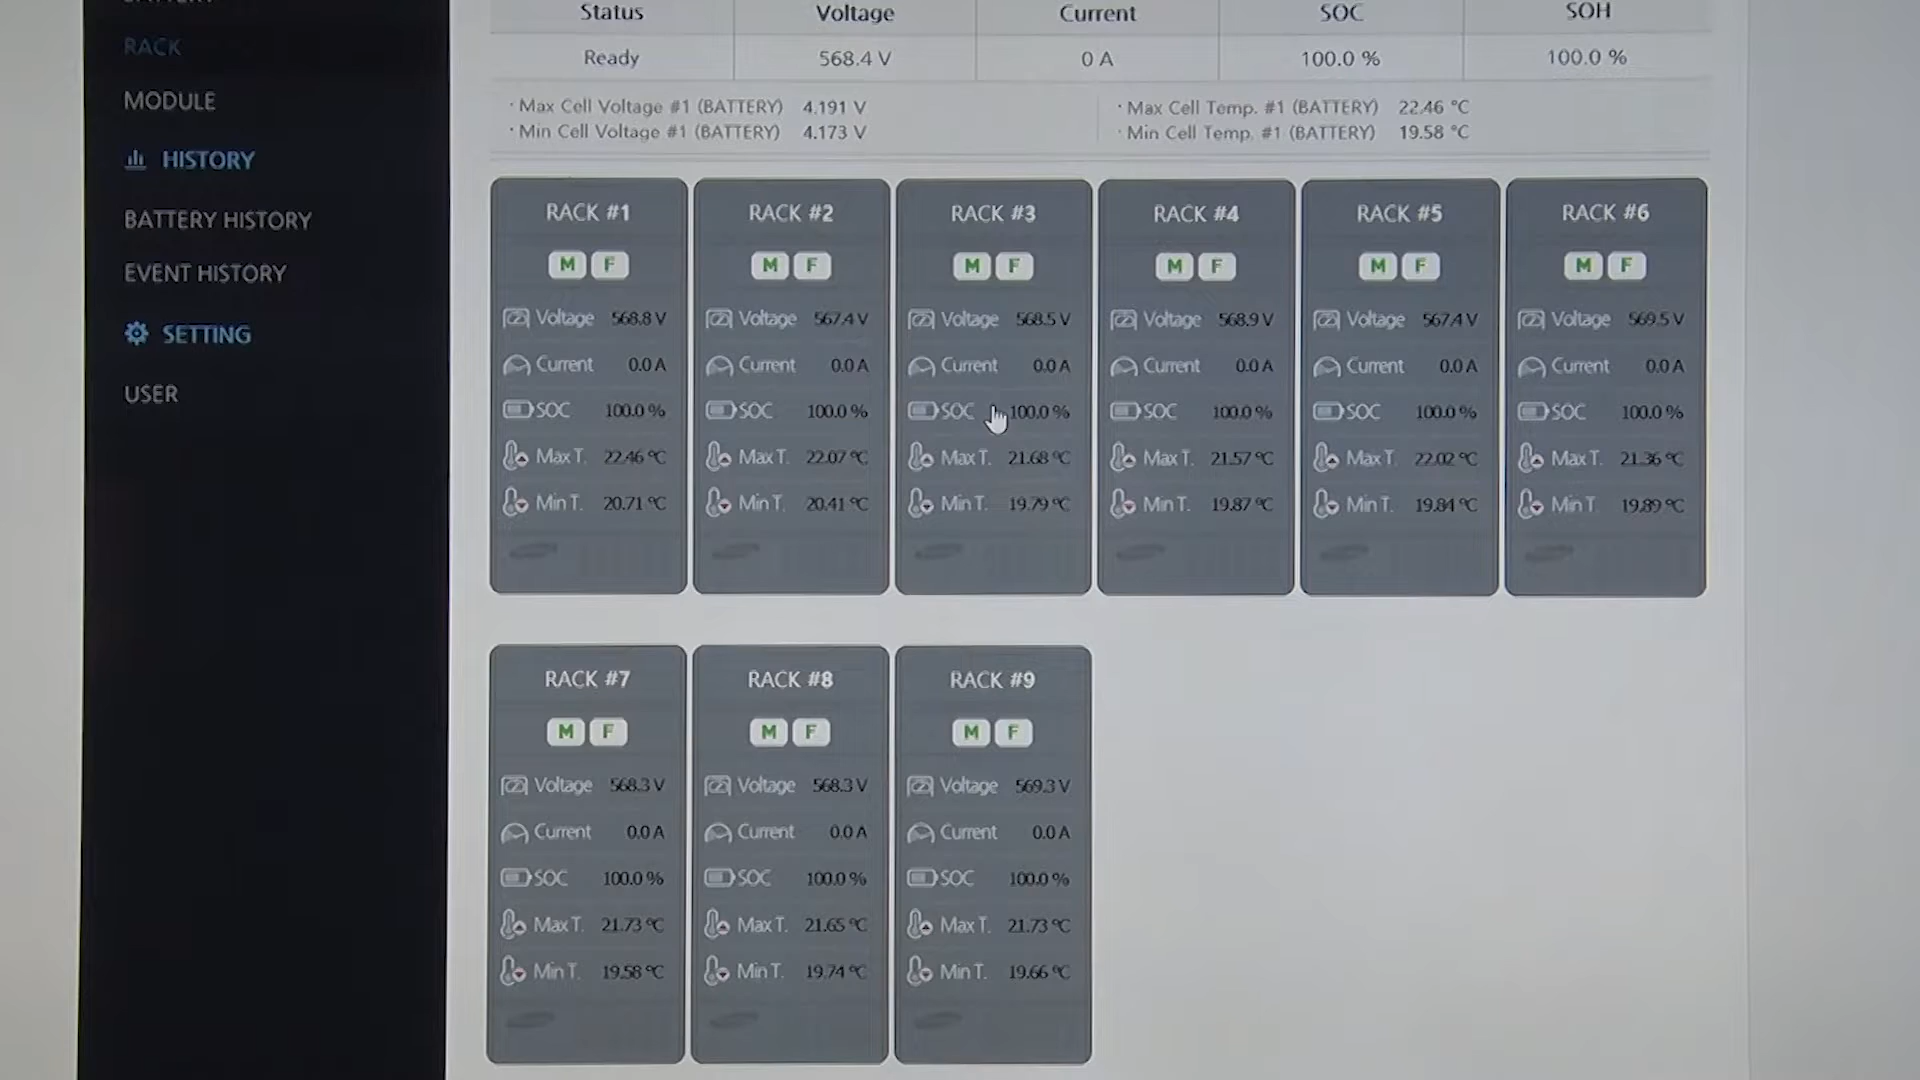 Status Voltage Current SOC SOH
RACK
Ready 568.4 V 0 A 100.0 % 100.0 %
MODULE
· Max Cell Voltage #1 (BATTERY) 4.191 V · Max Cell Temp. #1 (BATTERY) 22.46 °C
· Min Cell Voltage #1 (BATTERY) 4.173 V · Min Cell Temp. #1 (BATTERY) 19.58 °C
HISTORY
BATTERY HISTORY
EVENT HISTORY
SETTING
USER
RACK #1 RACK #2 RACK #3 RACK #4 RACK #5 RACK #6
M F M F M F M F M F M F
Voltage 568.8 V Voltage 567.4 V Voltage 568.5 V Voltage 568.9 V Voltage 567.4 V Voltage 569.5 V
Current 0.0 A Current 0.0 A Current 0.0 A Current 0.0 A Current 0.0 A Current 0.0 A
SOC 100.0 % SOC 100.0 % SOC 100.0 % SOC 100.0 % SOC 100.0 % SOC 100.0 %
Max T. 22.46 °C Max T. 22.07 °C Max T. 21.68 °C Max T. 21.57 °C Max T. 22.02 °C Max T. 21.36 °C
Min T. 20.71 °C Min T. 20.41 °C Min T. 19.79 °C Min T. 19.87 °C Min T. 19.84 °C Min T. 19.89 °C
RACK #7 RACK #8 RACK #9
M F M F M F
Voltage 568.3 V Voltage 568.3 V Voltage 569.3 V
Current 0.0 A Current 0.0 A Current 0.0 A
SOC 100.0 % SOC 100.0 % SOC 100.0 %
Max T. 21.73 °C Max T. 21.65 °C Max T. 21.73 °C
Min T. 19.58 °C Min T. 19.74 °C Min T. 19.66 °C